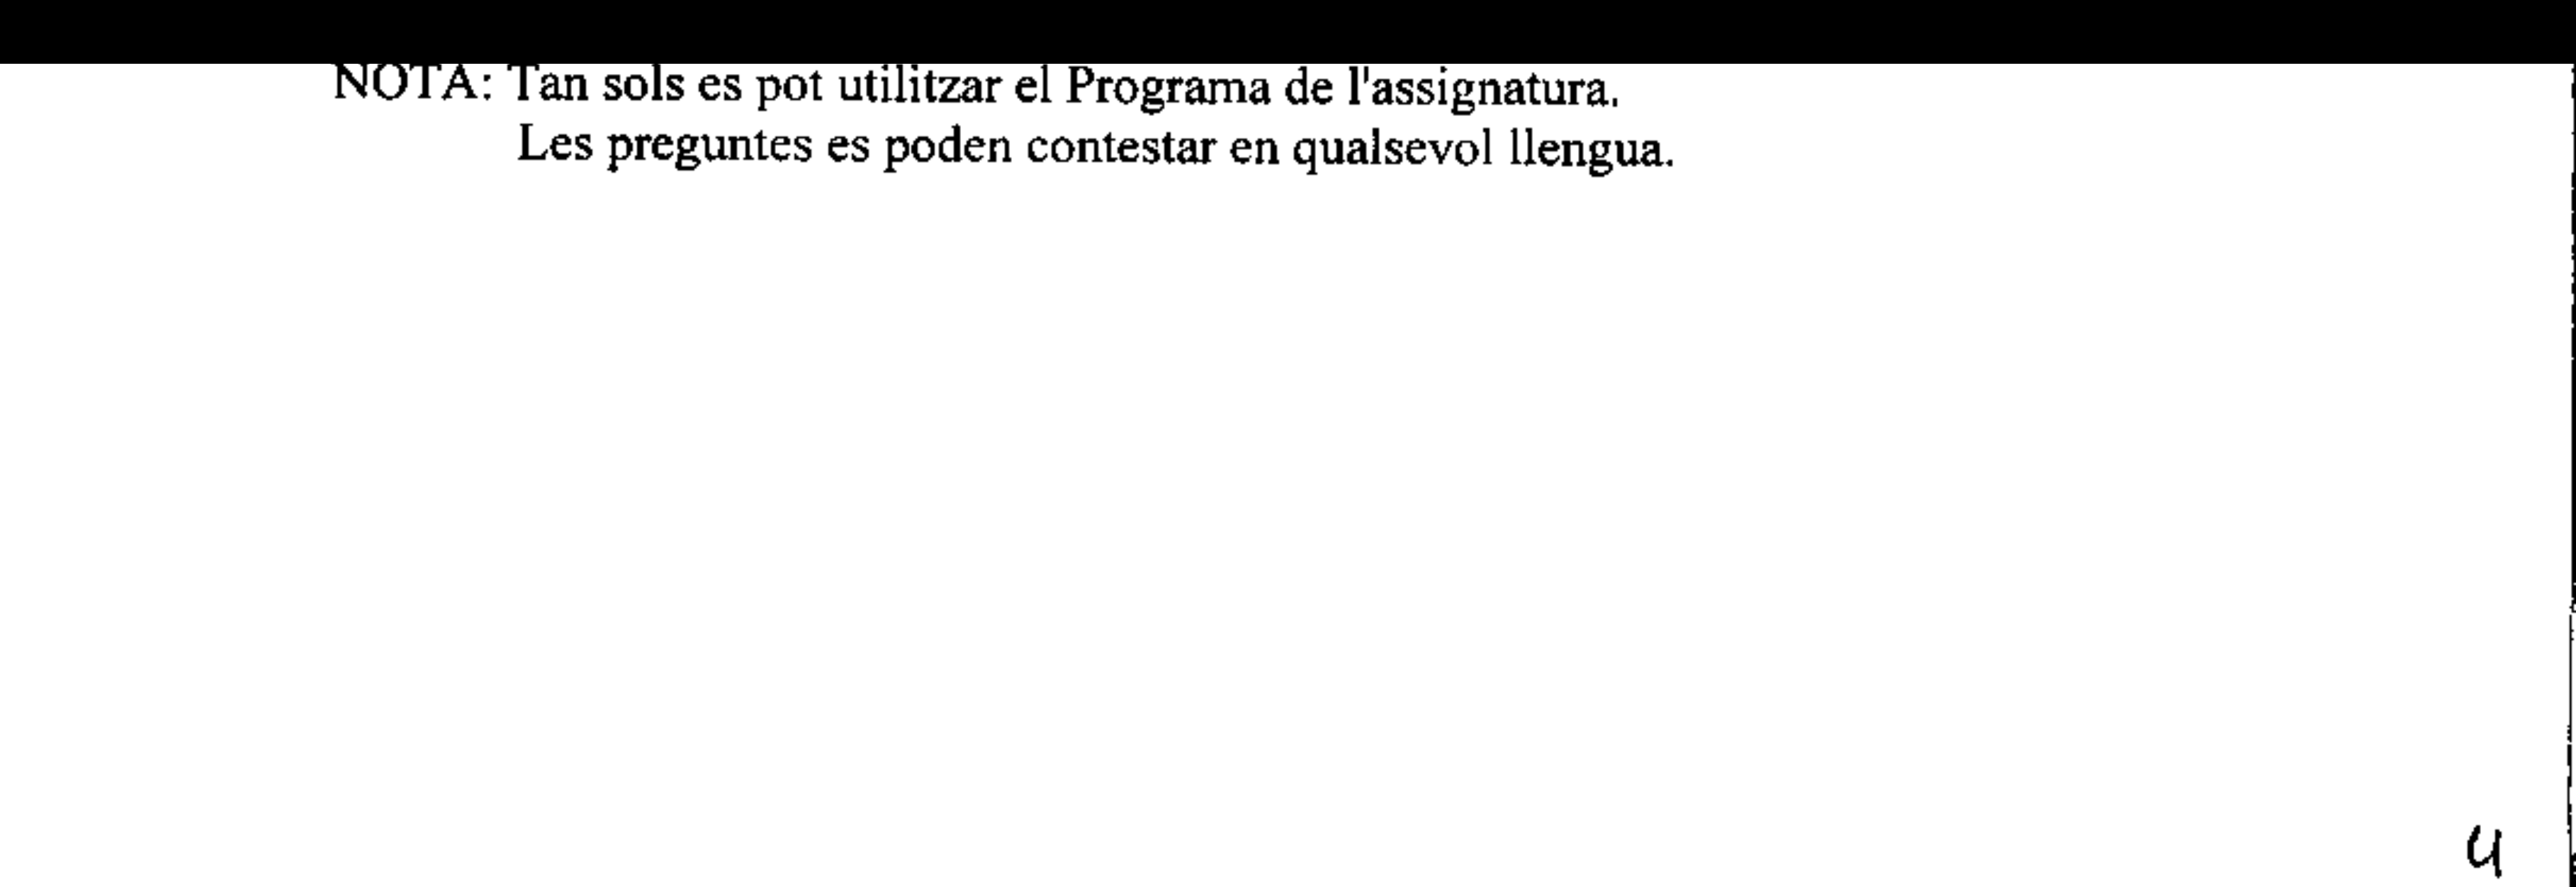 NOTA: Tan sols es pot utilitzar el Programa de l'assignatura.
Les preguntes es poden contestar en qualsevol llengua.
4